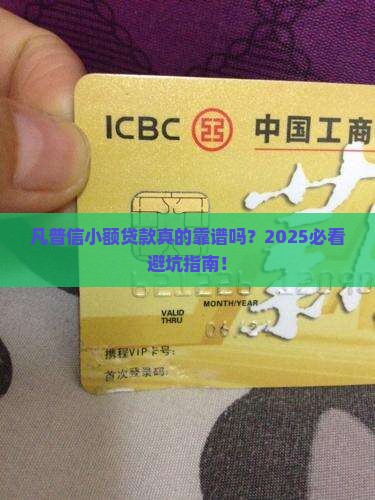 ICBC 中国工商
凡普信小额贷款真的靠谱吗？2025必看
避坑指南！
MONTH/YEAR
VALID
THRU
携程VIP卡号:
首次登录码: